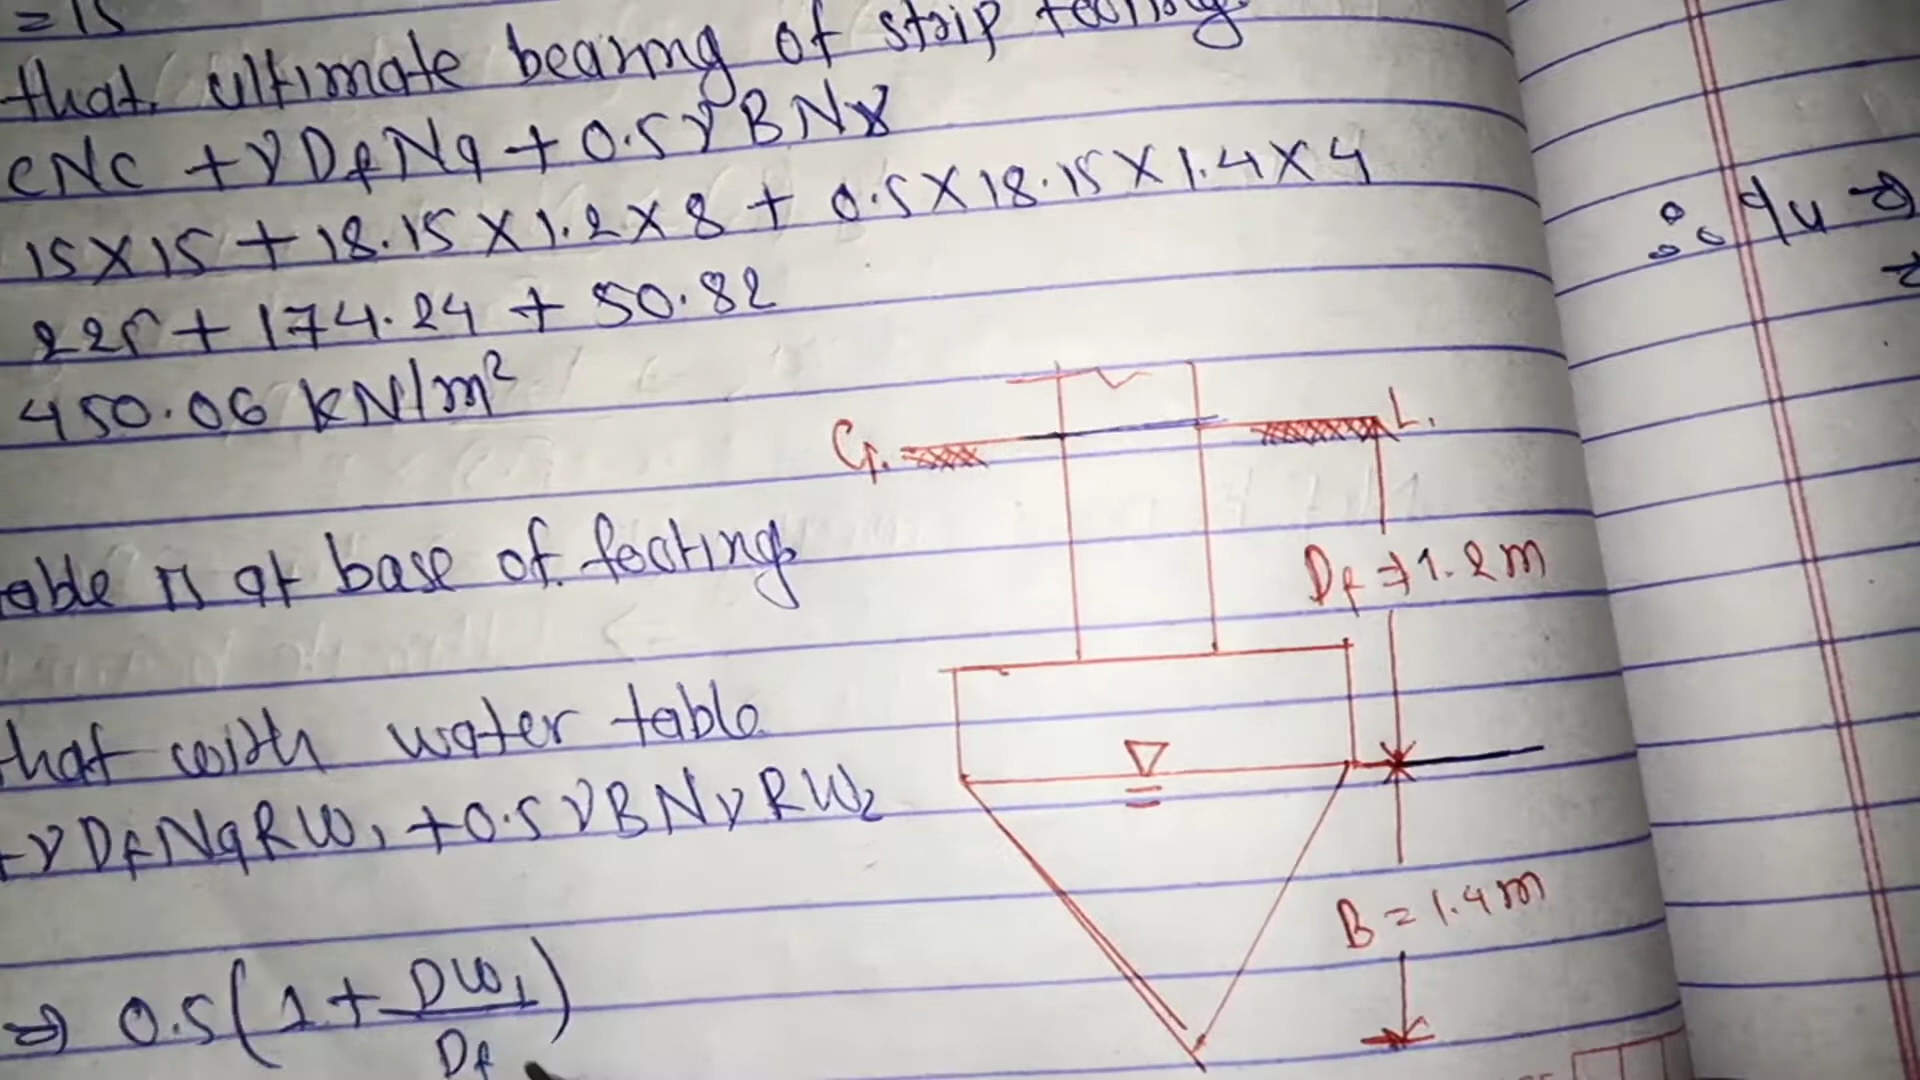 =15
that ultimate bearing of strip footing
CNC + γDfNq + 0.5γBNγ
15X15 + 18.15 X 1.2 X 8 + 0.5 X 18.15 X 1.4 X 4
225 + 174.24 + 50.82
450.06 kN/m²
G. L.
able is at base of footing
Df ⇒ 1.2m
that with water table
+γDfNqRW₁ + 0.5γBNγRW₂
B = 1.4m
⇒ 0.5(1 + DW₁/Df)
∴ qu ⇒